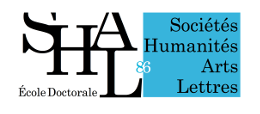 SHAL
86
École Doctorale
Sociétés
Humanités
Arts
Lettres